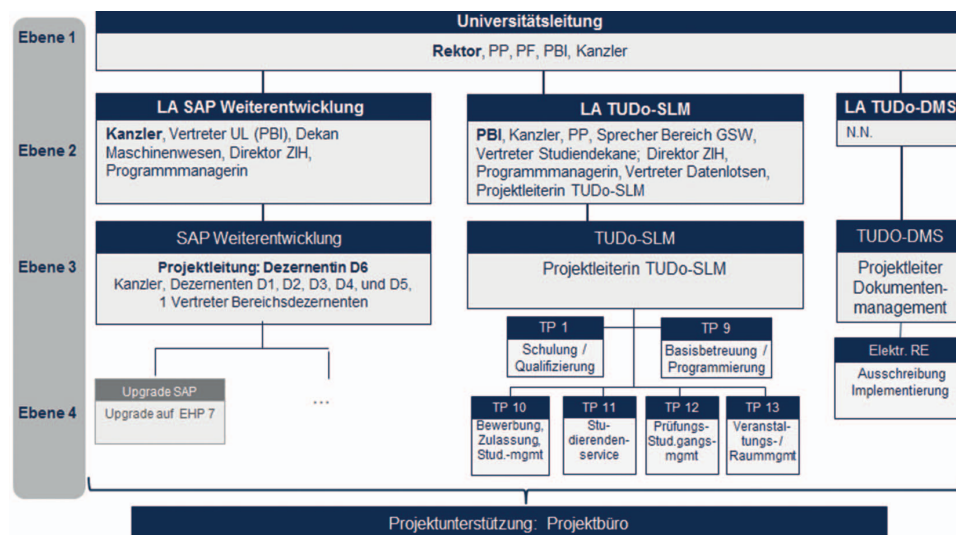 Ebene 1
Universitätsleitung
Rektor, PP, PF, PBI, Kanzler
Ebene 2
LA SAP Weiterentwicklung
Kanzler, Vertreter UL (PBI), Dekan
Maschinenwesen, Direktor ZIH,
Programmmanagerin
LA TUDo-SLM
PBI, Kanzler, PP, Sprecher Bereich GSW,
Vertreter Studiendekane; Direktor ZIH,
Programmmanagerin, Vertreter Datenlotsen,
Projektleiterin TUDo-SLM
LA TUDo-DMS
N.N.
Ebene 3
SAP Weiterentwicklung
Projektleitung: Dezernentin D6
Kanzler, Dezernenten D1, D2, D3, D4, und D5,
1 Vertreter Bereichsdezernenten
TUDo-SLM
Projektleiterin TUDo-SLM
TUDO-DMS
Projektleiter
Dokumenten-
management
Ebene 4
Upgrade SAP
Upgrade auf EHP 7
...
TP 1
Schulung /
Qualifizierung
TP 9
Basisbetreuung /
Programmierung
TP 10
Bewerbung,
Zulassung,
Stud.-mgmt
TP 11
Stu-
dierenden-
service
TP 12
Prüfungs-
Stud.gangs-
mgmt
TP 13
Veranstal-
tungs-/
Raummgmt
Elektr. RE
Ausschreibung
Implementierung
Projektunterstützung: Projektbüro